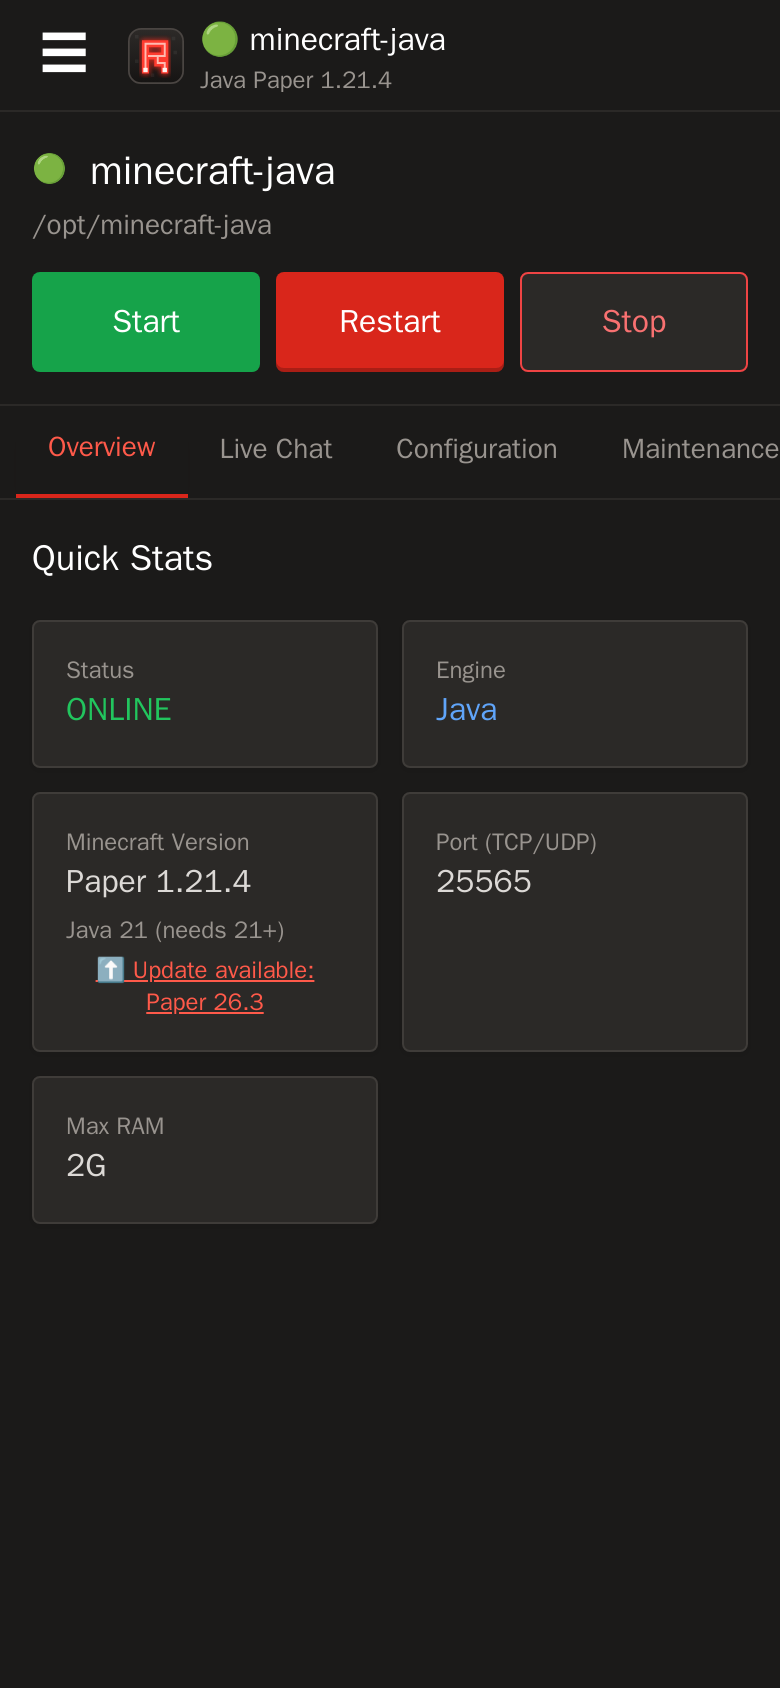 minecraft-java
Java Paper 1.21.4
minecraft-java
/opt/minecraft-java
Start
Restart
Stop
Overview
Live Chat
Configuration
Maintenance
Quick Stats
Status
ONLINE
Engine
Java
Minecraft Version
Paper 1.21.4
Java 21 (needs 21+)
⬆️ Update available:
Paper 26.3
Port (TCP/UDP)
25565
Max RAM
2G